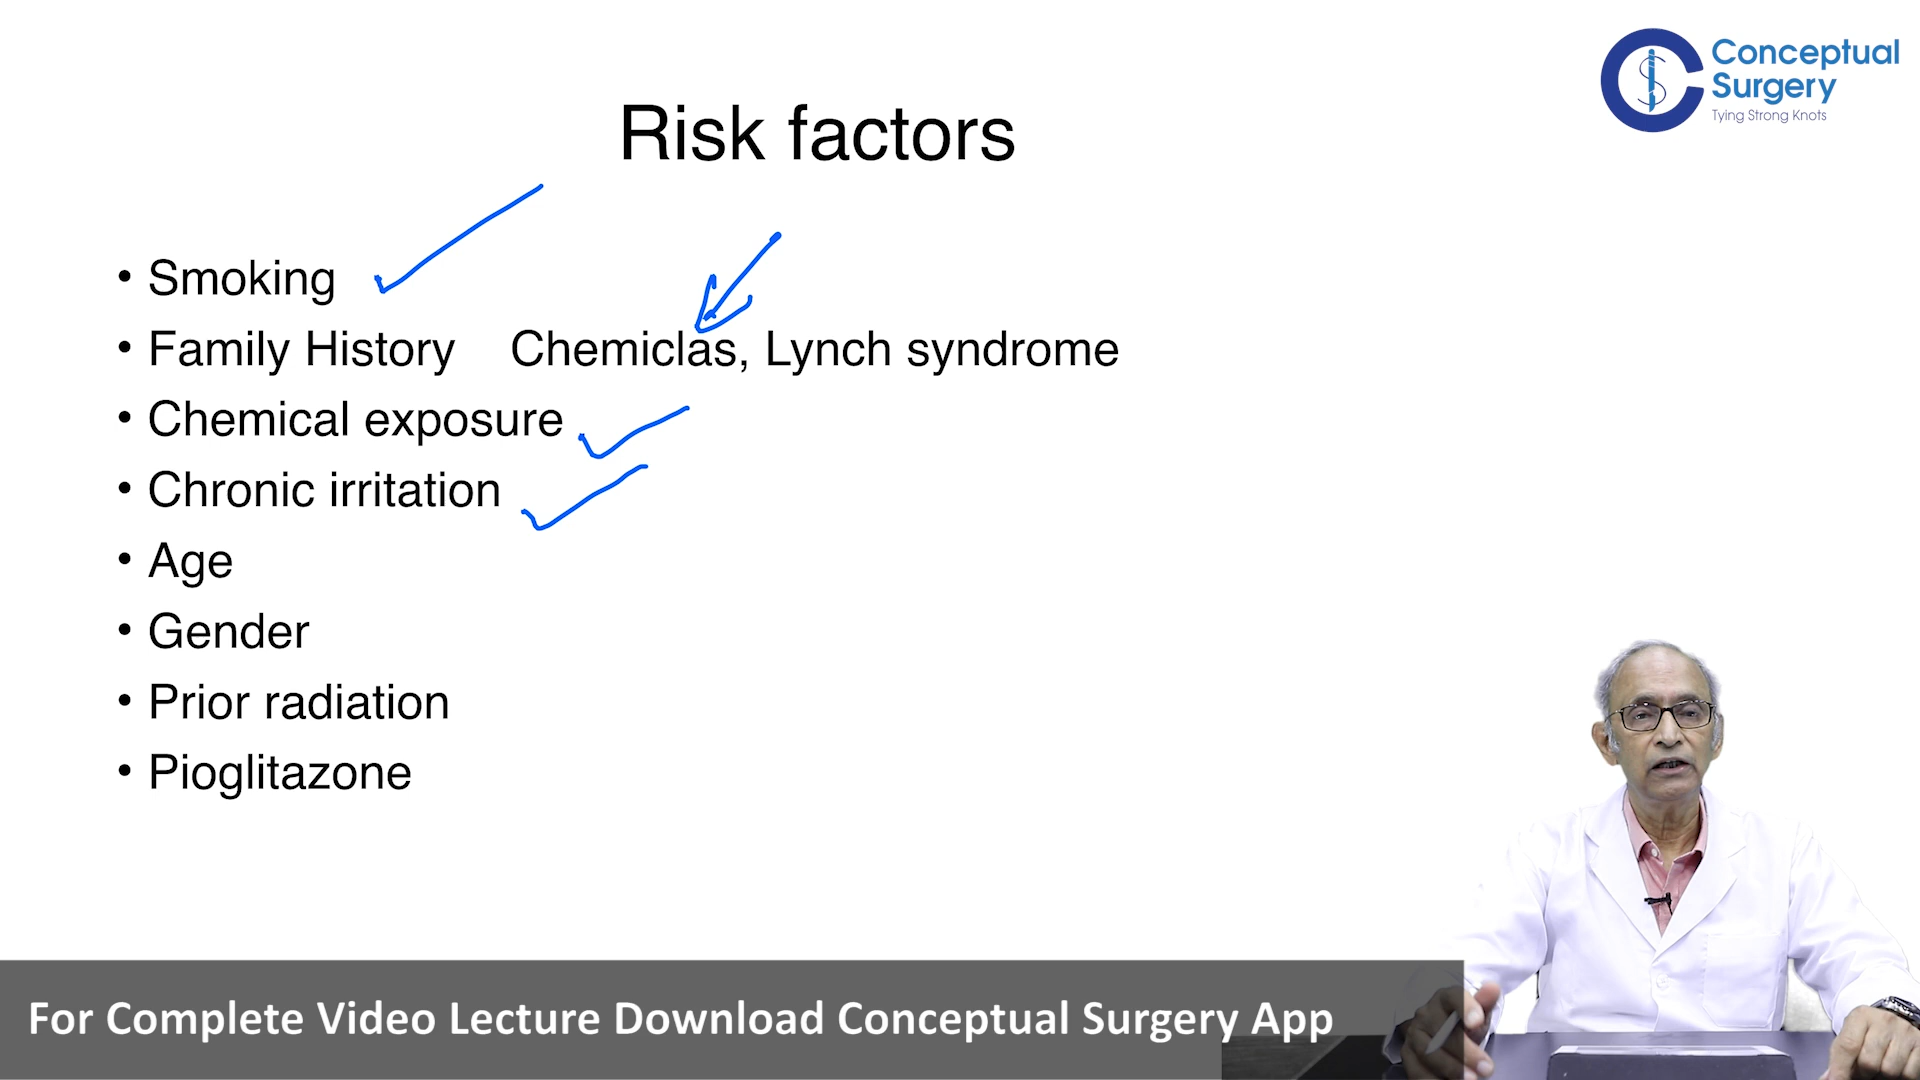 Conceptual
Surgery
Tying Strong Knots
Risk factors
• Smoking
• Family History Chemiclas, Lynch syndrome
• Chemical exposure
• Chronic irritation
• Age
• Gender
• Prior radiation
• Pioglitazone
For Complete Video Lecture Download Conceptual Surgery App